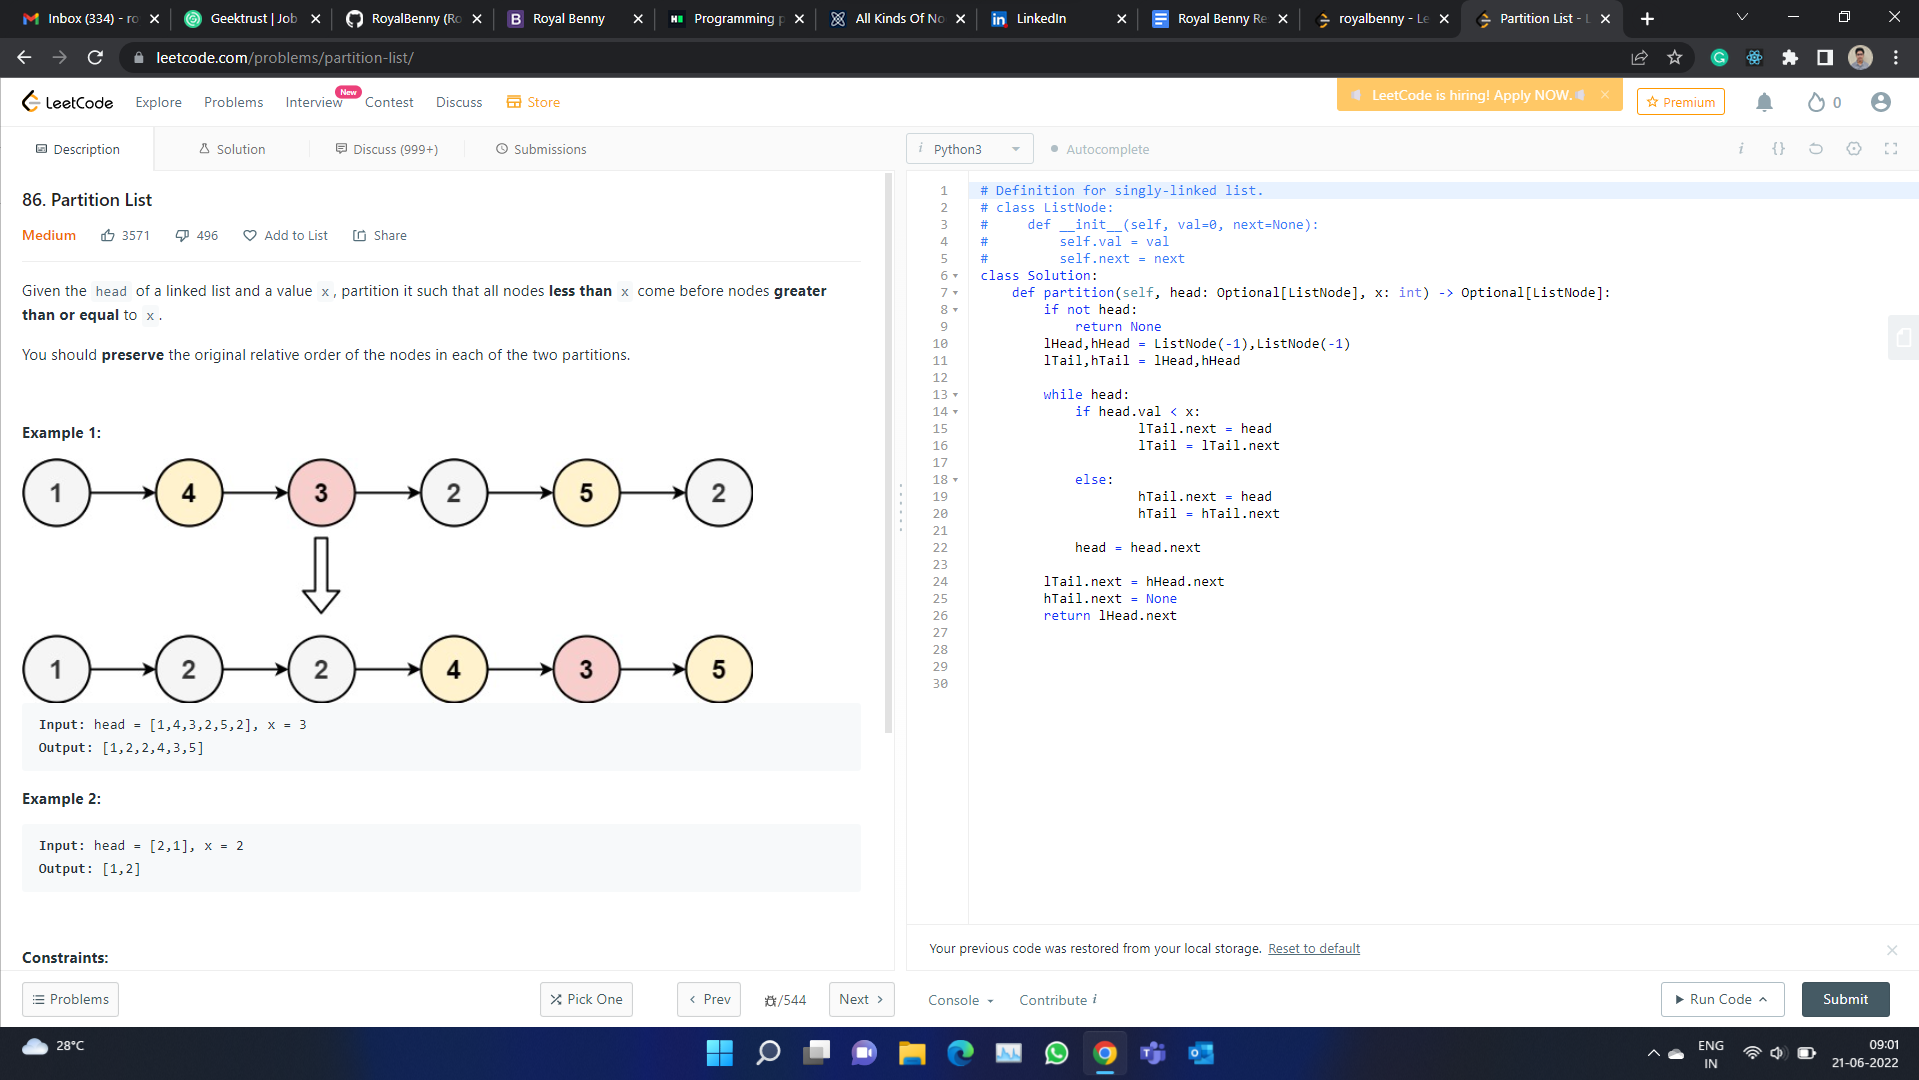 Inbox (334) - ro
Geektrust | Job
RoyalBenny (Ro
Royal Benny
Programming p
All Kinds Of No
LinkedIn
Royal Benny Re
royalbenny - Le
Partition List - L
leetcode.com/problems/partition-list/
LeetCode
Explore
Problems
Interview
New
Contest
Discuss
Store
LeetCode is hiring! Apply NOW.
Premium
0
Description
Solution
Discuss (999+)
Submissions
Python3
Autocomplete
86. Partition List
Medium
3571
496
Add to List
Share
Given the head of a linked list and a value x, partition it such that all nodes less than x come before nodes greater
than or equal to x.
You should preserve the original relative order of the nodes in each of the two partitions.
Example 1:
1 4 3 2 5 2
1 2 2 4 3 5
Input: head = [1,4,3,2,5,2], x = 3
Output: [1,2,2,4,3,5]
Example 2:
Input: head = [2,1], x = 2
Output: [1,2]
Constraints:
Problems
Pick One
Prev
/544
Next
1 # Definition for singly-linked list.
2 # class ListNode:
3 #     def __init__(self, val=0, next=None):
4 #         self.val = val
5 #         self.next = next
6 class Solution:
7     def partition(self, head: Optional[ListNode], x: int) -> Optional[ListNode]:
8         if not head:
9             return None
10         lHead,hHead = ListNode(-1),ListNode(-1)
11         lTail,hTail = lHead,hHead
12
13         while head:
14             if head.val < x:
15                     lTail.next = head
16                     lTail = lTail.next
17
18             else:
19                     hTail.next = head
20                     hTail = hTail.next
21
22             head = head.next
23
24         lTail.next = hHead.next
25         hTail.next = None
26         return lHead.next
27
28
29
30
Your previous code was restored from your local storage. Reset to default
Console
Contribute i
Run Code
Submit
28°C
ENG
IN
09:01
21-06-2022